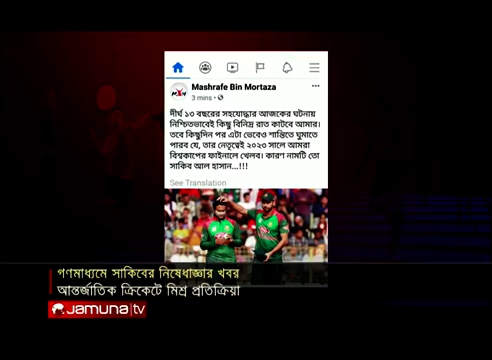 Mashrafe Bin Mortaza
3 mins
দীর্ঘ ১৩ বছরের সহযোদ্ধার আজকের ঘটনায়
নিশ্চিতভাবেই কিছু বিনিদ্র রাত কাটবে আমার।
তবে কিছুদিন পর এটা ভেবেও শান্তিতে ঘুমাতে
পারব যে, তার নেতৃত্বেই ২০২৩ সালে আমরা
বিশ্বকাপের ফাইনালে খেলব। কারণ নামটি তো
সাকিব আল হাসান...!!!
See Translation
গণমাধ্যমে সাকিবের নিষেধাজ্ঞার খবর
আন্তর্জাতিক ক্রিকেটে মিশ্র প্রতিক্রিয়া
JAMUNA tv